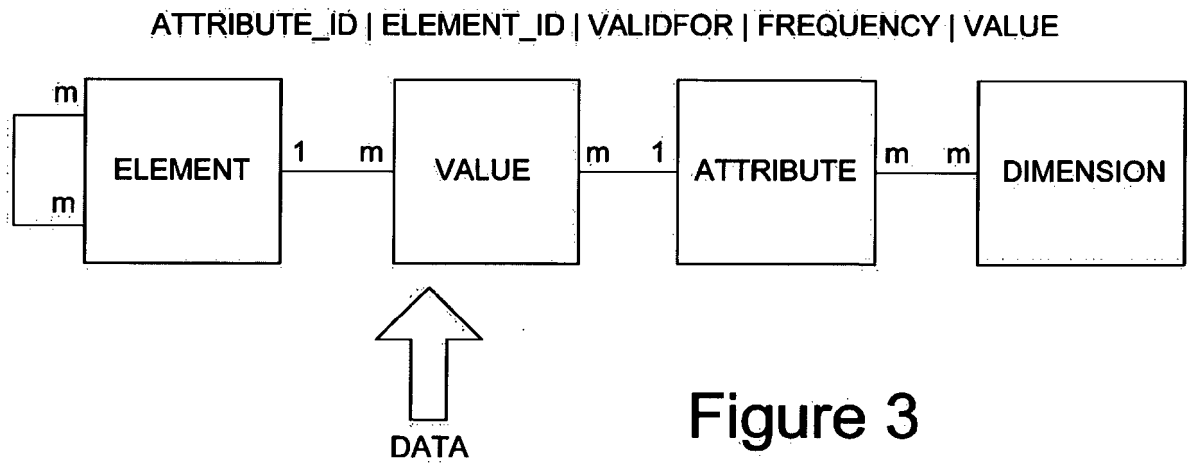 ATTRIBUTE_ID | ELEMENT_ID | VALIDFOR | FREQUENCY | VALUE
m
m
ELEMENT
1 m
VALUE
m 1
ATTRIBUTE
m m
DIMENSION
DATA
Figure 3